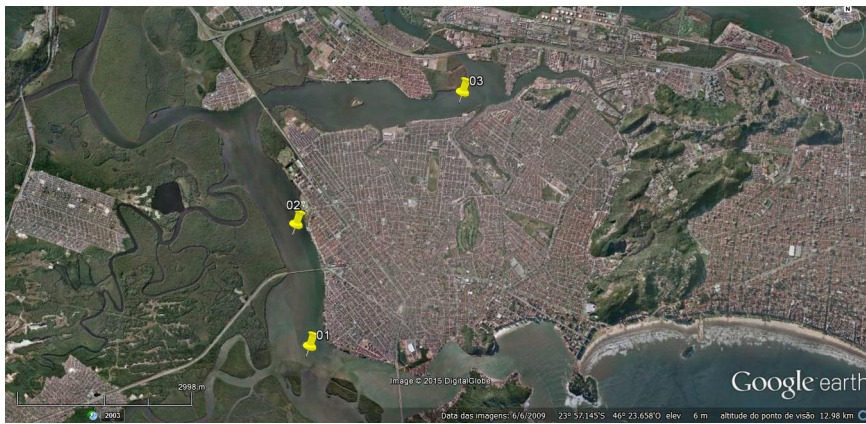 N
03
02
01
2998 m
Image © 2015 DigitalGlobe
Google earth
2003
Data das imagens: 6/6/2009 23° 57.145'S 46° 23.658'O elev 6 m altitude do ponto de visão 12.98 km